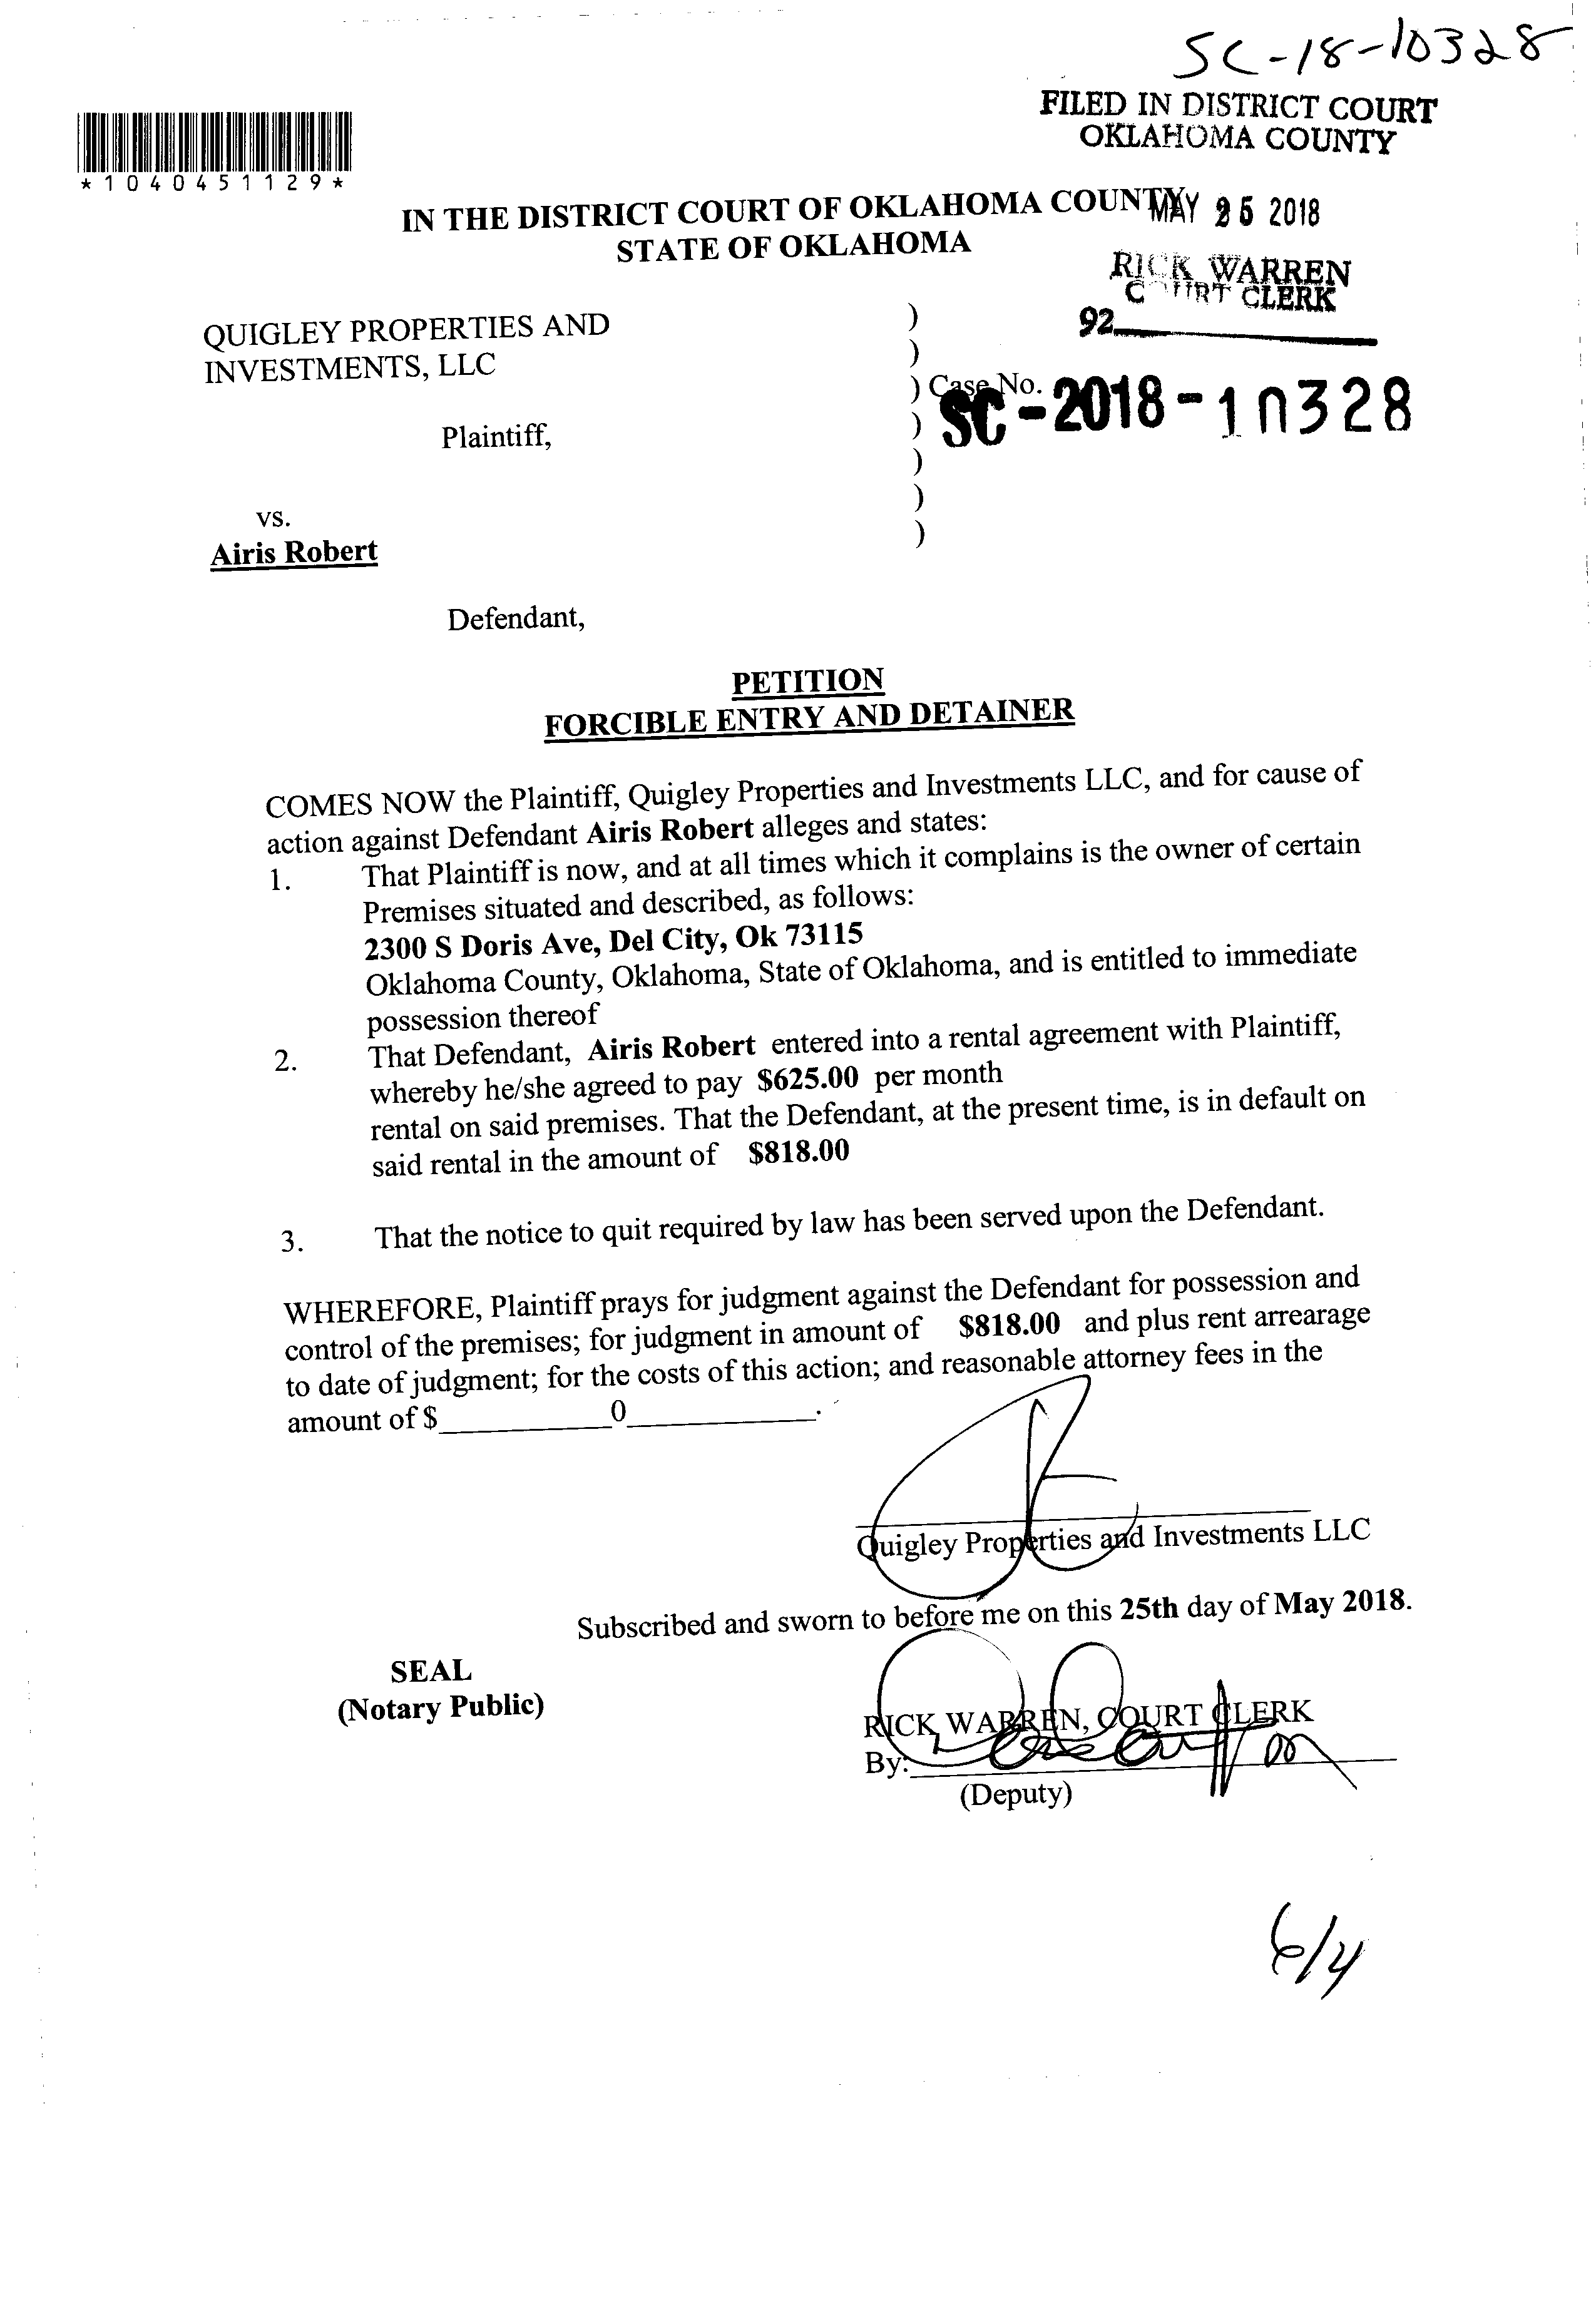 SC-18-10328
FILED IN DISTRICT COURT
OKLAHOMA COUNTY
*1040451129*
IN THE DISTRICT COURT OF OKLAHOMA COUNTY
STATE OF OKLAHOMA
MAY 25 2018
RICK WARREN
COURT CLERK
92
QUIGLEY PROPERTIES AND
INVESTMENTS, LLC
)
)
) Case No.
SC-2018-10328
Plaintiff,
)
)
)
)
vs.
Airis Robert
Defendant,
PETITION
FORCIBLE ENTRY AND DETAINER
COMES NOW the Plaintiff, Quigley Properties and Investments LLC, and for cause of
action against Defendant Airis Robert alleges and states:
1. That Plaintiff is now, and at all times which it complains is the owner of certain
Premises situated and described, as follows:
2300 S Doris Ave, Del City, Ok 73115
Oklahoma County, Oklahoma, State of Oklahoma, and is entitled to immediate
possession thereof
2. That Defendant, Airis Robert entered into a rental agreement with Plaintiff,
whereby he/she agreed to pay $625.00 per month
rental on said premises. That the Defendant, at the present time, is in default on
said rental in the amount of $818.00
3. That the notice to quit required by law has been served upon the Defendant.
WHEREFORE, Plaintiff prays for judgment against the Defendant for possession and
control of the premises; for judgment in amount of $818.00 and plus rent arrearage
to date of judgment; for the costs of this action; and reasonable attorney fees in the
amount of $____________0____________.
Quigley Properties and Investments LLC
Subscribed and sworn to before me on this 25th day of May 2018.
SEAL
(Notary Public)
RICK WARREN, COURT CLERK
By:
(Deputy)
6/4